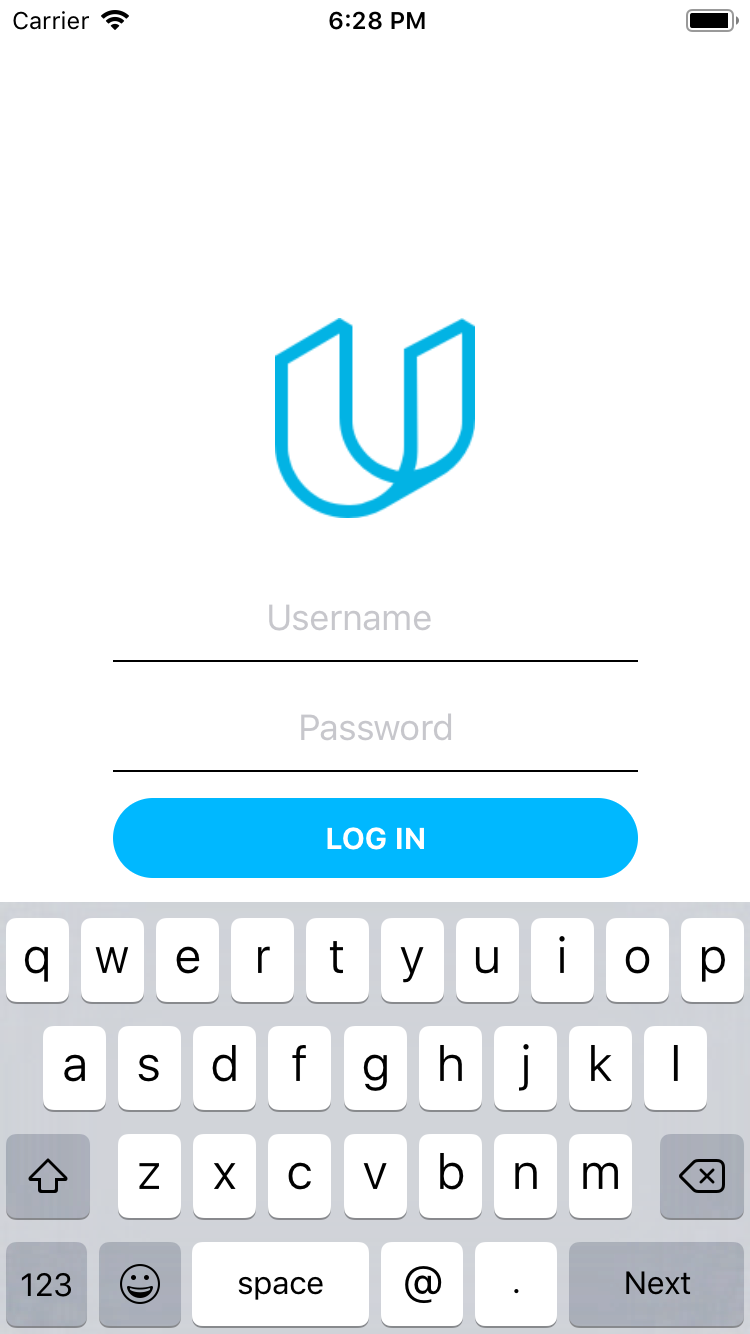 Carrier 6:28 PM
Username
Password
LOG IN
q w e r t y u i o p
a s d f g h j k l
z x c v b n m
123 space @ . Next